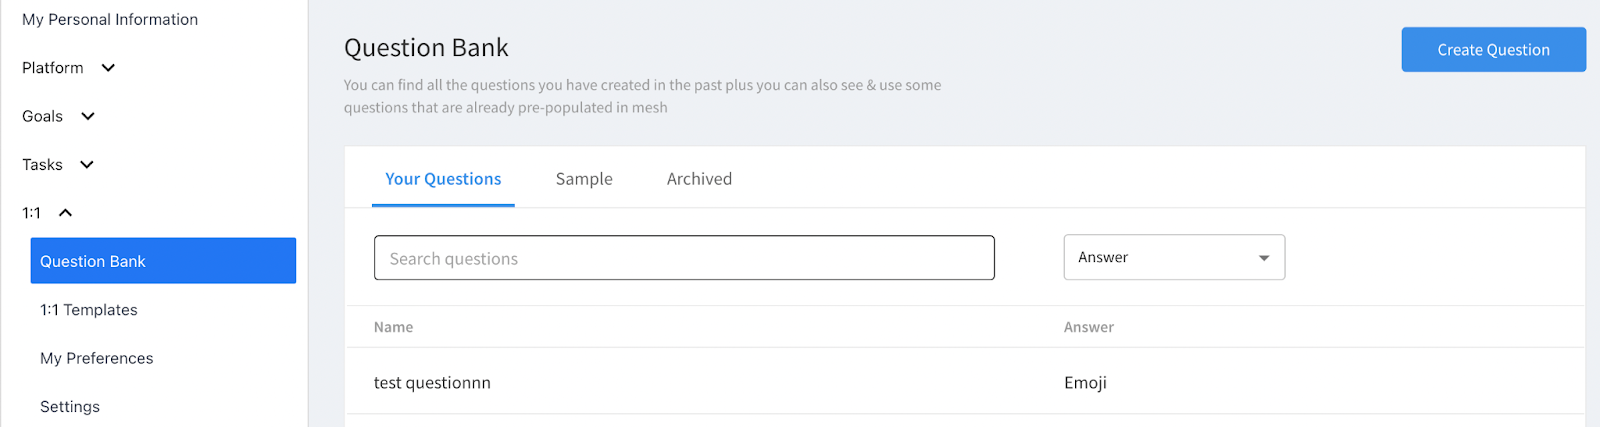 My Personal Information
Platform
Goals
Tasks
1:1
Question Bank
1:1 Templates
My Preferences
Settings
Question Bank
Create Question
You can find all the questions you have created in the past plus you can also see & use some
questions that are already pre-populated in mesh
Your Questions Sample Archived
Search questions Answer
Name Answer
test questionnn Emoji